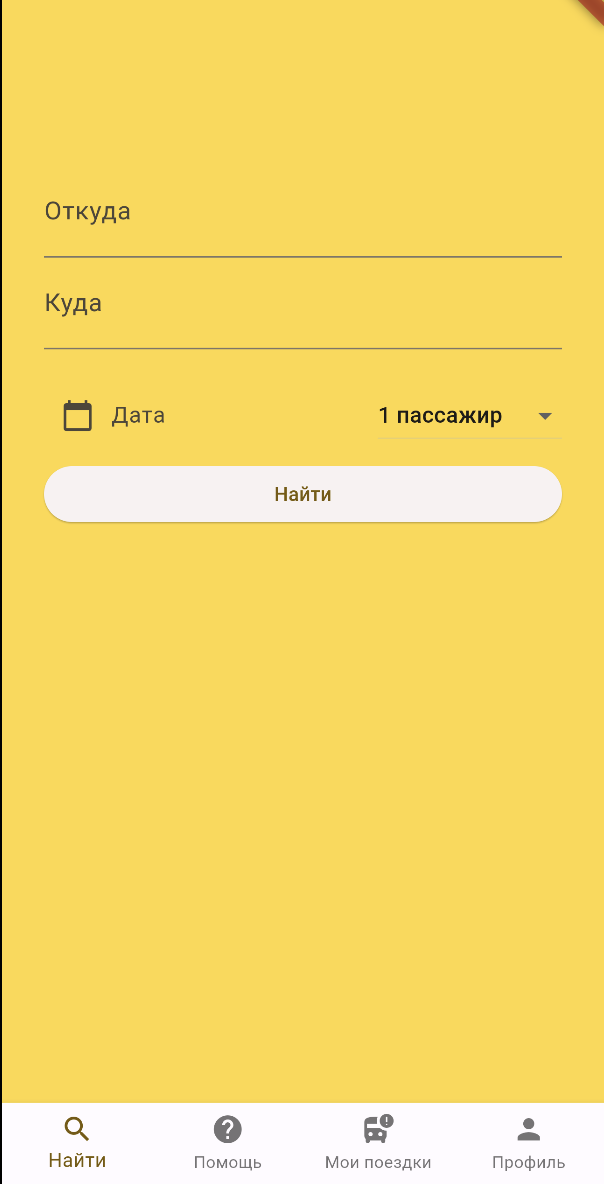 Откуда
Куда
Дата
1 пассажир
Найти
Найти
Помощь
Мои поездки
Профиль